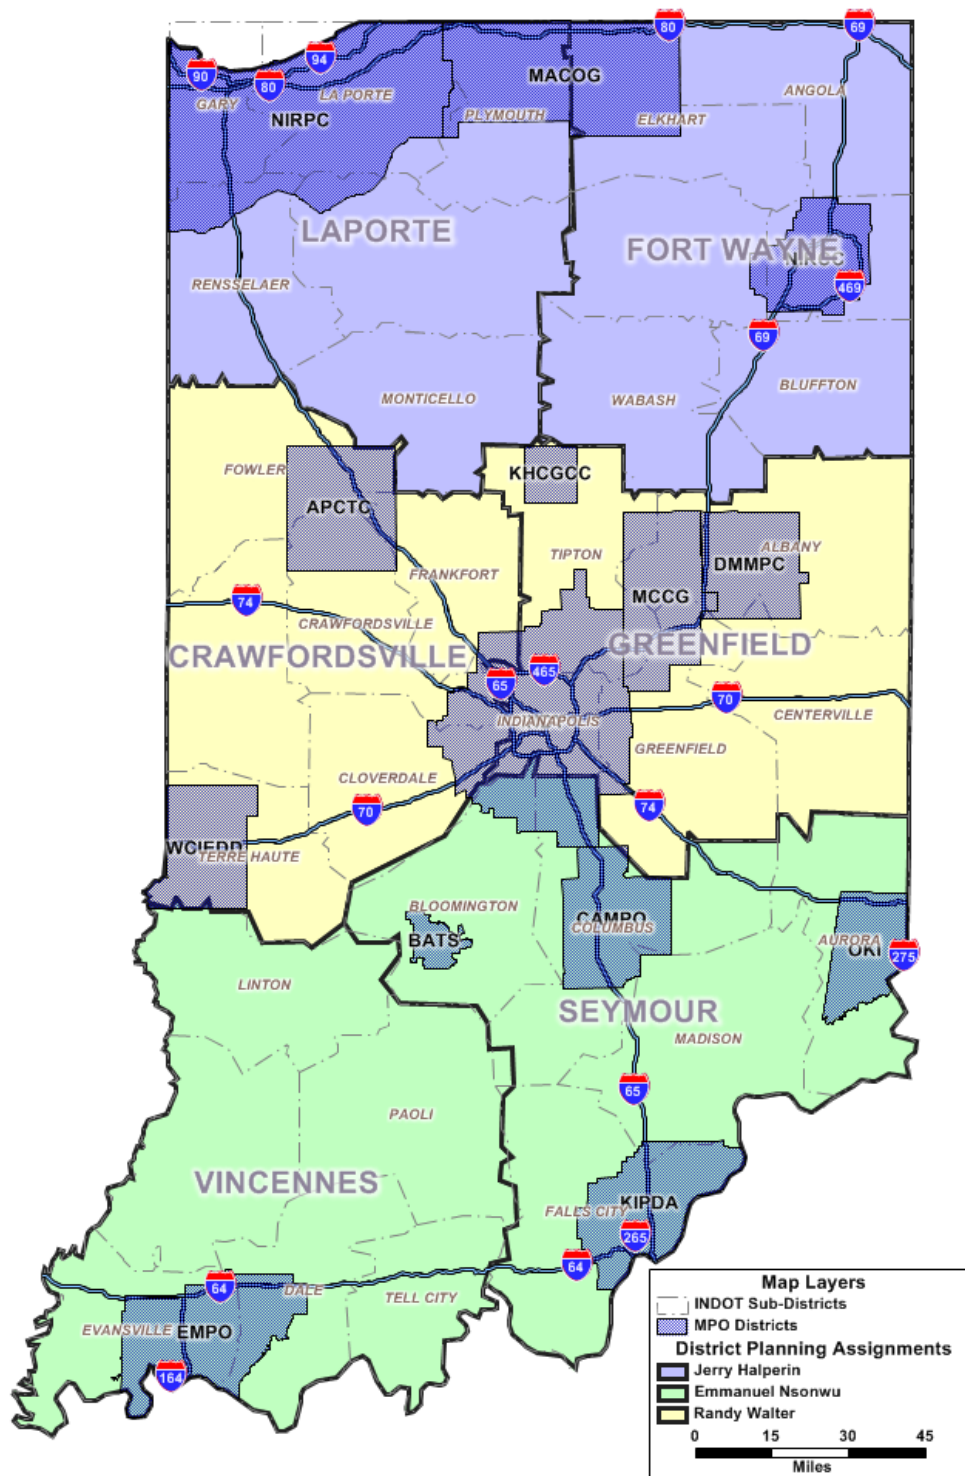 80
69
94
90
80
MACOG
ANGOLA
LA PORTE
GARY
NIRPC
PLYMOUTH
ELKHART
LAPORTE
FORT WAYNE
NIRCC
RENSSELAER
469
69
BLUFFTON
MONTICELLO
WABASH
FOWLER
KHCGCC
APCTC
TIPTON
ALBANY
FRANKFORT
DMMPC
MCCG
74
CRAWFORDSVILLE
GREENFIELD
CRAWFORDSVILLE
465
65
70
INDIANAPOLIS
CENTERVILLE
GREENFIELD
CLOVERDALE
70
74
WCIEDD
TERRE HAUTE
BLOOMINGTON
CAMPO
COLUMBUS
BATS
AURORA
OKI
275
LINTON
SEYMOUR
MADISON
65
PAOLI
VINCENNES
KIPDA
FALLS CITY
265
64
64
DALE
TELL CITY
EVANSVILLE
EMPO
164
Map Layers
INDOT Sub-Districts
MPO Districts
District Planning Assignments
Jerry Halperin
Emmanuel Nsonwu
Randy Walter
0 15 30 45
Miles